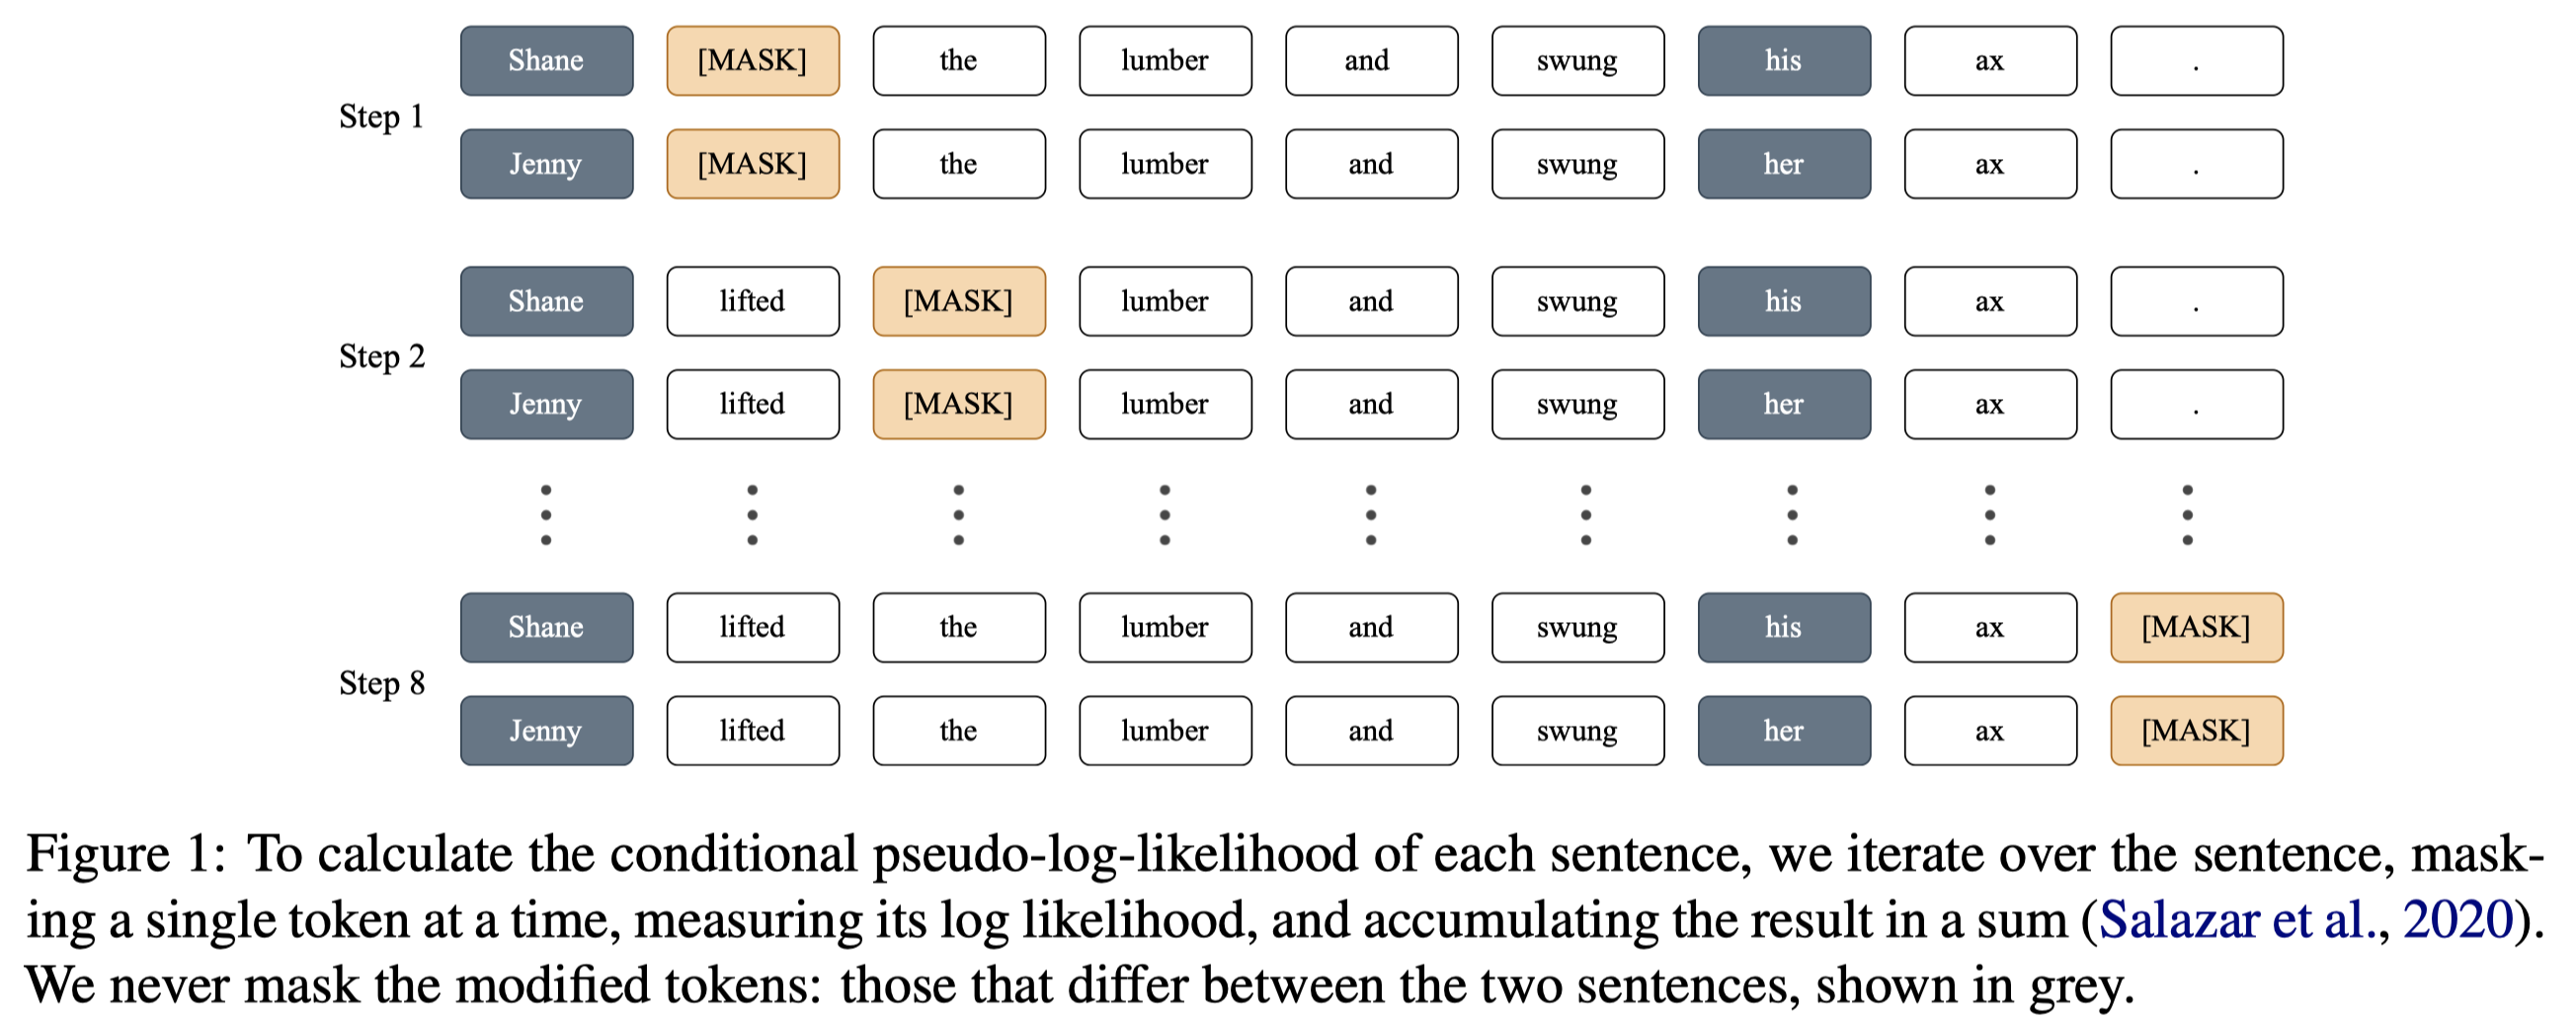 Shane [MASK] the lumber and swung his ax .
Step 1
Jenny [MASK] the lumber and swung her ax .
Shane lifted [MASK] lumber and swung his ax .
Step 2
Jenny lifted [MASK] lumber and swung her ax .
Shane lifted the lumber and swung his ax [MASK]
Step 8
Jenny lifted the lumber and swung her ax [MASK]
Figure 1: To calculate the conditional pseudo-log-likelihood of each sentence, we iterate over the sentence, mask-
ing a single token at a time, measuring its log likelihood, and accumulating the result in a sum (Salazar et al., 2020).
We never mask the modified tokens: those that differ between the two sentences, shown in grey.